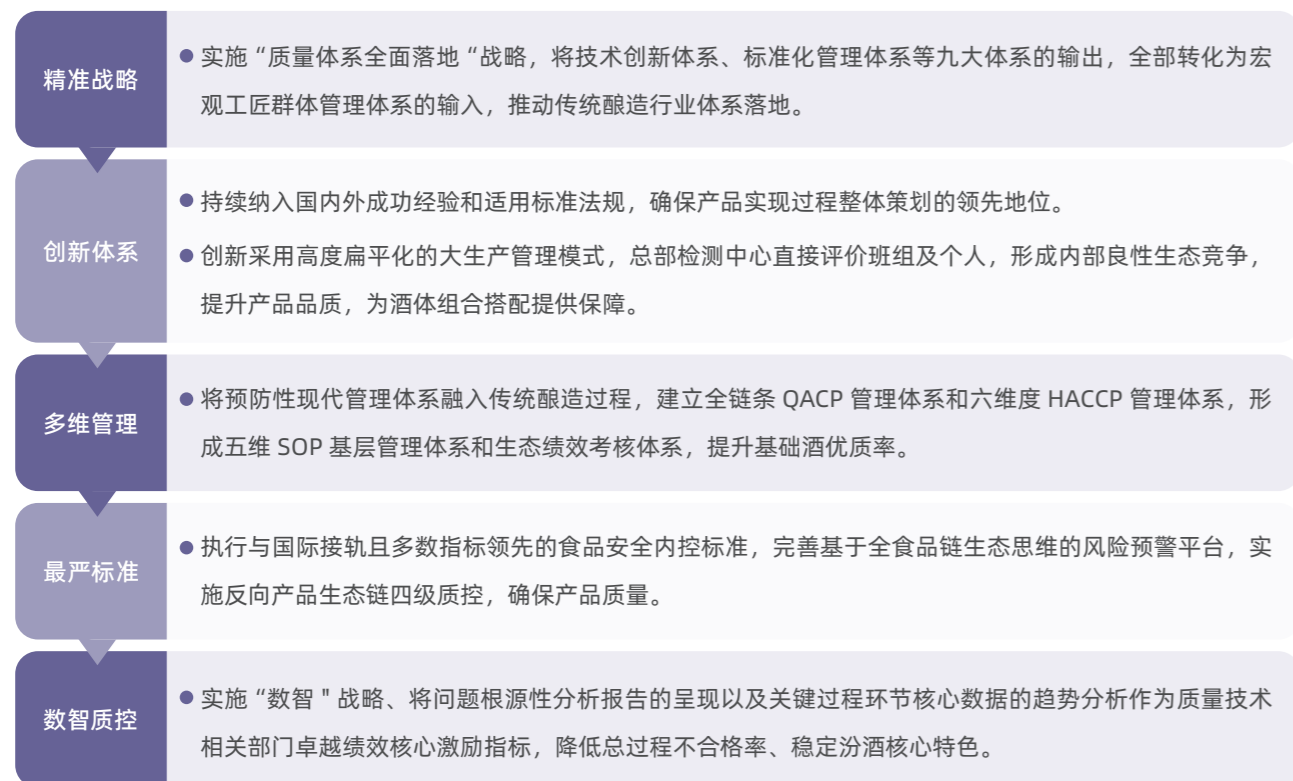 精准战略
实施“质量体系全面落地“战略，将技术创新体系、标准化管理体系等九大体系的输出，全部转化为宏
观工匠群体管理体系的输入，推动传统酿造行业体系落地。
创新体系
持续纳入国内外成功经验和适用标准法规，确保产品实现过程整体策划的领先地位。
创新采用高度扁平化的大生产管理模式，总部检测中心直接评价班组及个人，形成内部良性生态竞争，
提升产品品质，为酒体组合搭配提供保障。
多维管理
将预防性现代管理体系融入传统酿造过程，建立全链条 QACP 管理体系和六维度 HACCP 管理体系，形
成五维 SOP 基层管理体系和生态绩效考核体系，提升基础酒优质率。
最严标准
执行与国际接轨且多数指标领先的食品安全内控标准，完善基于全食品链生态思维的风险预警平台，实
施反向产品生态链四级质控，确保产品质量。
数智质控
实施“数智 " 战略、将问题根源性分析报告的呈现以及关键过程环节核心数据的趋势分析作为质量技术
相关部门卓越绩效核心激励指标，降低总过程不合格率、稳定汾酒核心特色。